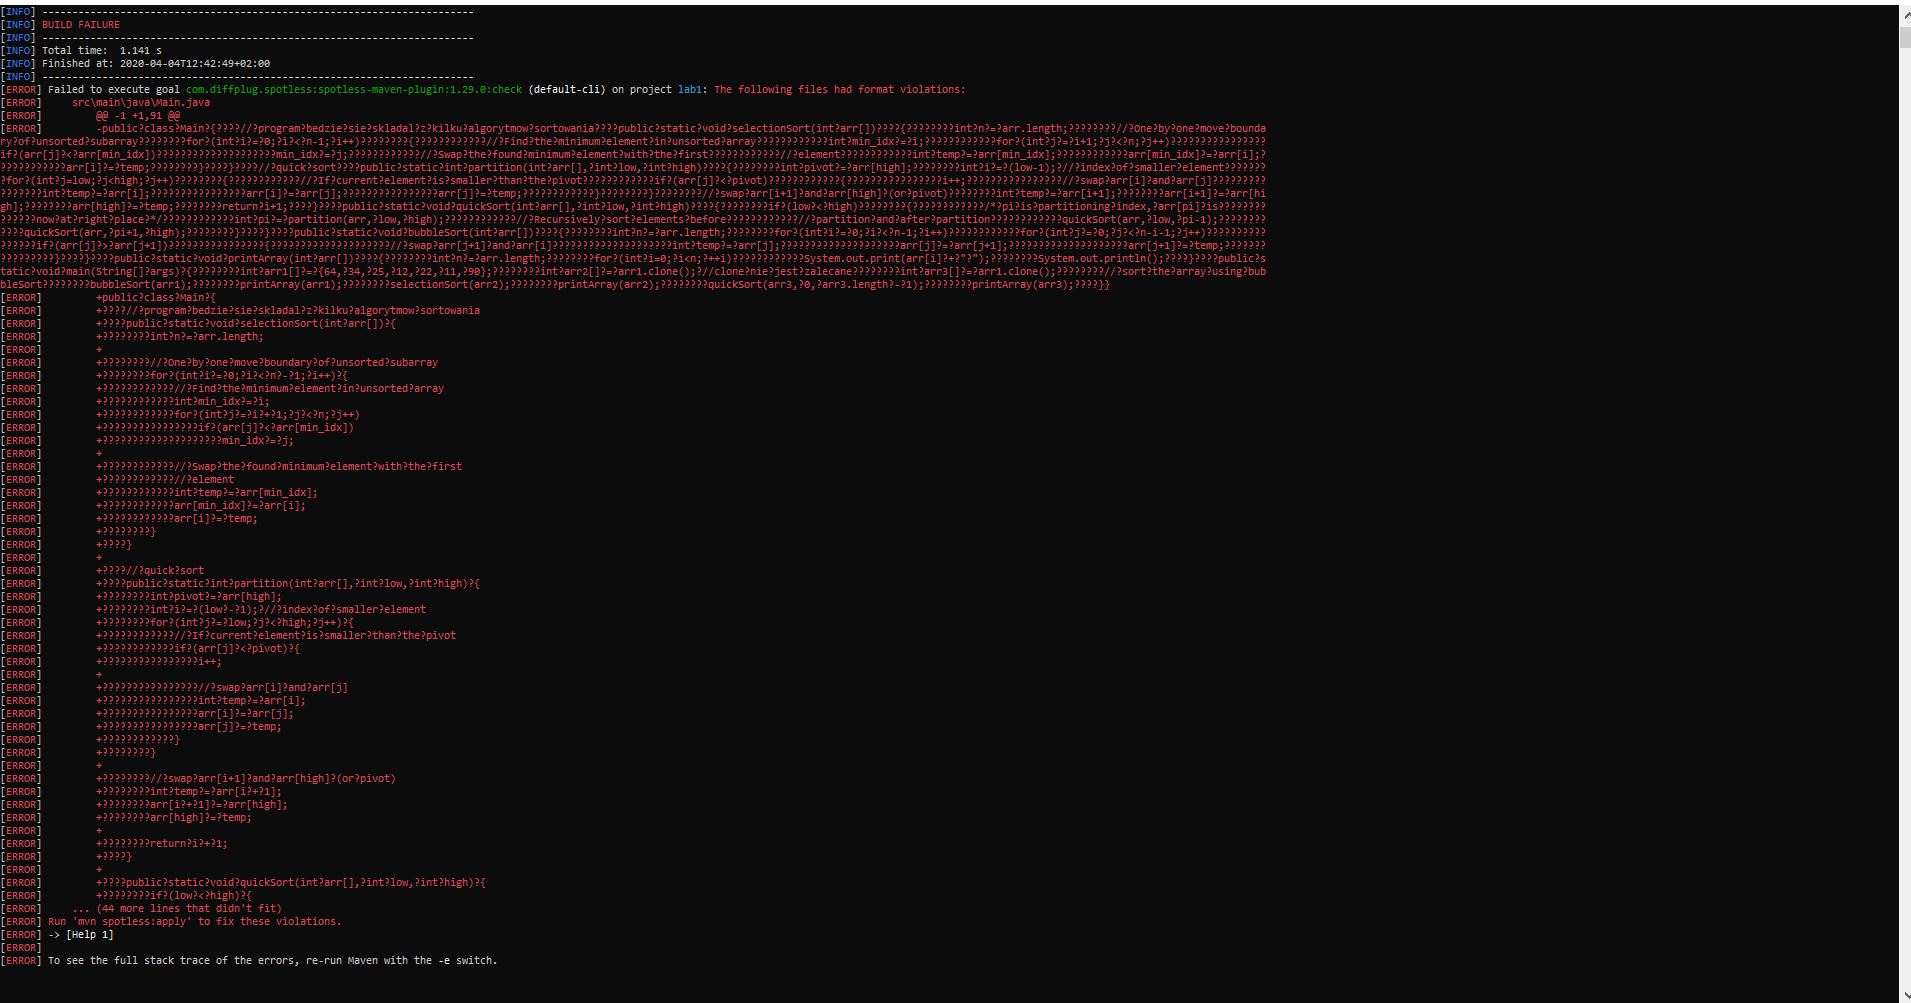 [INFO] ------------------------------------------------------------------------
[INFO] BUILD FAILURE
[INFO] ------------------------------------------------------------------------
[INFO] Total time:  1.141 s
[INFO] Finished at: 2020-04-04T12:42:49+02:00
[INFO] ------------------------------------------------------------------------
[ERROR] Failed to execute goal com.diffplug.spotless:spotless-maven-plugin:1.29.0:check (default-cli) on project lab1: The following files had format violations:
[ERROR]     src\main\java\Main.java
[ERROR]         @@ -1 +1,91 @@
[ERROR]         -public?class?Main?{????//?program?bedzie?sie?skladal?z?kilku?algorytmow?sortowania????public?static?void?selectionSort(int?arr[])????{????????int?n?=?arr.length;????????//?One?by?one?move?bounda
ry?of?unsorted?subarray????????for?(int?i?=?0;?i?<?n-1;?i++)????????{????????????//?Find?the?minimum?element?in?unsorted?array????????????int?min_idx?=?i;????????????for?(int?j?=?i+1;?j?<?n;?j++)????????????????
if?(arr[j]?<?arr[min_idx])????????????????????min_idx?=?j;????????????//?Swap?the?found?minimum?element?with?the?first????????????//?element????????????int?temp?=?arr[min_idx];????????????arr[min_idx]?=?arr[i];?
???????????arr[i]?=?temp;????????}????}????//?quick?sort????public?static?int?partition(int?arr[],?int?low,?int?high)????{????????int?pivot?=?arr[high];????????int?i?=?(low-1);?//?index?of?smaller?element???????
?for?(int?j=low;?j<high;?j++)????????{????????????//?If?current?element?is?smaller?than?the?pivot????????????if?(arr[j]?<?pivot)????????????{????????????????i++;????????????????//?swap?arr[i]?and?arr[j]?????????
???????int?temp?=?arr[i];????????????????arr[i]?=?arr[j];????????????????arr[j]?=?temp;????????????}????????}????????//?swap?arr[i+1]?and?arr[high]?(or?pivot)????????int?temp?=?arr[i+1];????????arr[i+1]?=?arr[hi
gh];????????arr[high]?=?temp;????????return?i+1;????}????public?static?void?quickSort(int?arr[],?int?low,?int?high)????{????????if?(low?<?high)????????{????????????/*?pi?is?partitioning?index,?arr[pi]?is????????
??????now?at?right?place?*/????????????int?pi?=?partition(arr,?low,?high);????????????//?Recursively?sort?elements?before????????????//?partition?and?after?partition????????????quickSort(arr,?low,?pi-1);????????
????quickSort(arr,?pi+1,?high);????????}????}????public?static?void?bubbleSort(int?arr[])????{????????int?n?=?arr.length;????????for?(int?i?=?0;?i?<?n-1;?i++)????????????for?(int?j?=?0;?j?<?n-i-1;?j++)??????????
??????if?(arr[j]?>?arr[j+1])????????????????{????????????????????//?swap?arr[j+1]?and?arr[i]????????????????????int?temp?=?arr[j];????????????????????arr[j]?=?arr[j+1];????????????????????arr[j+1]?=?temp;???????
?????????}????}????public?static?void?printArray(int?arr[])????{????????int?n?=?arr.length;????????for?(int?i=0;?i<n;?++i)????????????System.out.print(arr[i]?+?"?");????????System.out.println();????}????public?s
tatic?void?main(String[]?args)?{????????int?arr1[]?=?{64,?34,?25,?12,?22,?11,?90};????????int?arr2[]?=?arr1.clone();?//clone?nie?jest?zalecane????????int?arr3[]?=?arr1.clone();????????//?sort?the?array?using?bub
bleSort????????bubbleSort(arr1);????????printArray(arr1);????????selectionSort(arr2);????????printArray(arr2);????????quickSort(arr3,?0,?arr3.length?-?1);????????printArray(arr3);????}}
[ERROR]         +public?class?Main?{
[ERROR]         +????//?program?bedzie?sie?skladal?z?kilku?algorytmow?sortowania
[ERROR]         +????public?static?void?selectionSort(int?arr[])?{
[ERROR]         +????????int?n?=?arr.length;
[ERROR]         +
[ERROR]         +????????//?One?by?one?move?boundary?of?unsorted?subarray
[ERROR]         +????????for?(int?i?=?0;?i?<?n?-?1;?i++)?{
[ERROR]         +????????????//?Find?the?minimum?element?in?unsorted?array
[ERROR]         +????????????int?min_idx?=?i;
[ERROR]         +????????????for?(int?j?=?i?+?1;?j?<?n;?j++)
[ERROR]         +????????????????if?(arr[j]?<?arr[min_idx])
[ERROR]         +????????????????????min_idx?=?j;
[ERROR]         +
[ERROR]         +????????????//?Swap?the?found?minimum?element?with?the?first
[ERROR]         +????????????//?element
[ERROR]         +????????????int?temp?=?arr[min_idx];
[ERROR]         +????????????arr[min_idx]?=?arr[i];
[ERROR]         +????????????arr[i]?=?temp;
[ERROR]         +????????}
[ERROR]         +????}
[ERROR]         +
[ERROR]         +????//?quick?sort
[ERROR]         +????public?static?int?partition(int?arr[],?int?low,?int?high)?{
[ERROR]         +????????int?pivot?=?arr[high];
[ERROR]         +????????int?i?=?(low?-?1);?//?index?of?smaller?element
[ERROR]         +????????for?(int?j?=?low;?j?<?high;?j++)?{
[ERROR]         +????????????//?If?current?element?is?smaller?than?the?pivot
[ERROR]         +????????????if?(arr[j]?<?pivot)?{
[ERROR]         +????????????????i++;
[ERROR]         +
[ERROR]         +????????????????//?swap?arr[i]?and?arr[j]
[ERROR]         +????????????????int?temp?=?arr[i];
[ERROR]         +????????????????arr[i]?=?arr[j];
[ERROR]         +????????????????arr[j]?=?temp;
[ERROR]         +????????????}
[ERROR]         +????????}
[ERROR]         +
[ERROR]         +????????//?swap?arr[i+1]?and?arr[high]?(or?pivot)
[ERROR]         +????????int?temp?=?arr[i?+?1];
[ERROR]         +????????arr[i?+?1]?=?arr[high];
[ERROR]         +????????arr[high]?=?temp;
[ERROR]         +
[ERROR]         +????????return?i?+?1;
[ERROR]         +????}
[ERROR]         +
[ERROR]         +????public?static?void?quickSort(int?arr[],?int?low,?int?high)?{
[ERROR]         +????????if?(low?<?high)?{
[ERROR]     ... (44 more lines that didn't fit)
[ERROR] Run 'mvn spotless:apply' to fix these violations.
[ERROR] -> [Help 1]
[ERROR]
[ERROR] To see the full stack trace of the errors, re-run Maven with the -e switch.